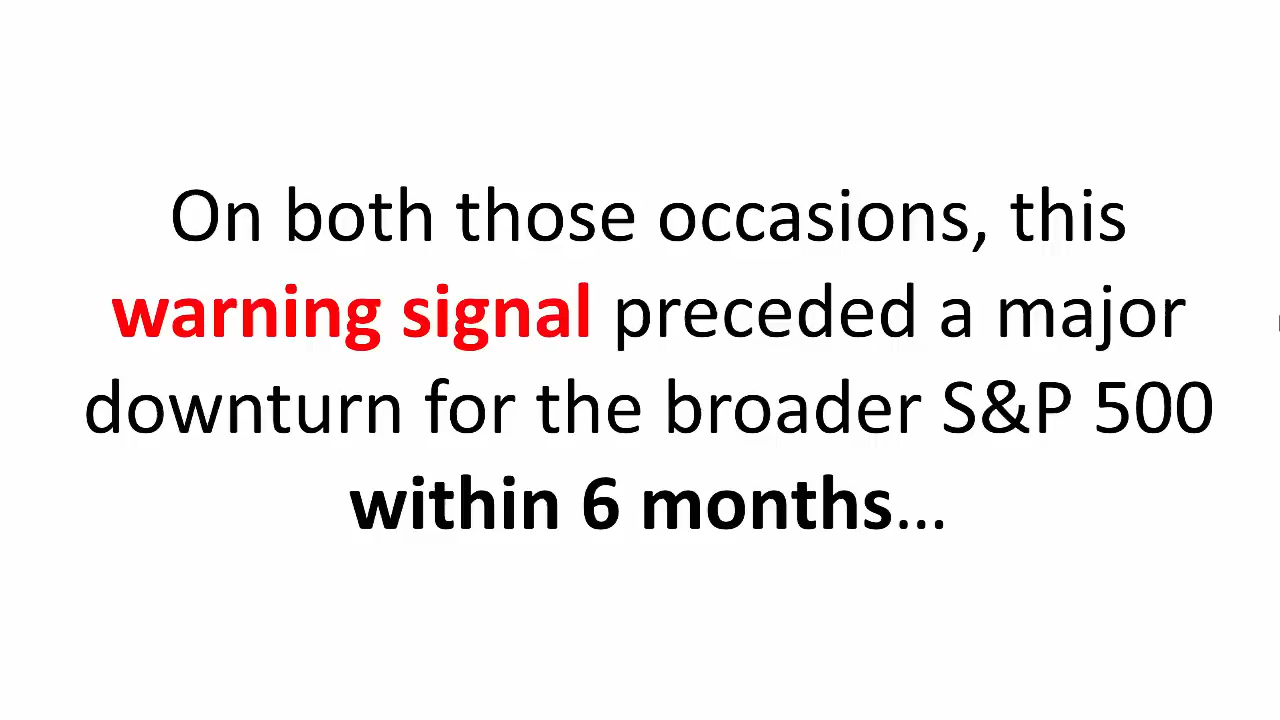 On both those occasions, this
warning signal preceded a major
downturn for the broader S&P 500
within 6 months...